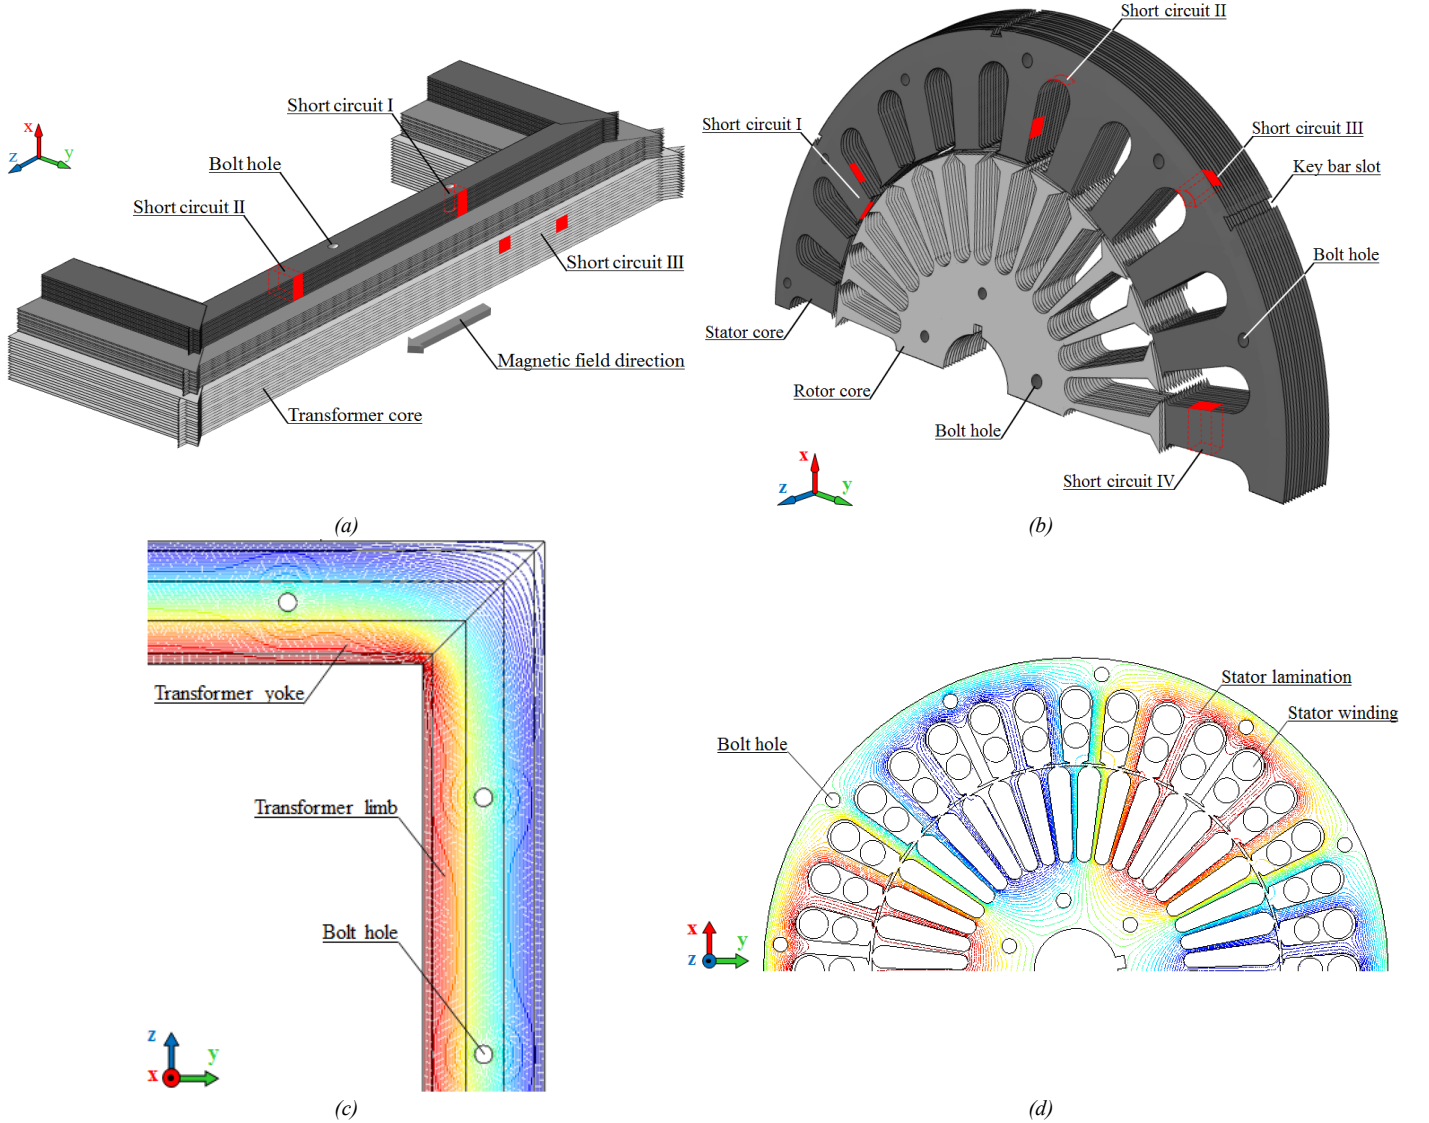 Short circuit I
x
z
y
Bolt hole
Short circuit II
Short circuit III
Magnetic field direction
Transformer core
(a)
Short circuit II
Short circuit I
Short circuit III
Key bar slot
Bolt hole
Stator core
Rotor core
Bolt hole
x
z
y
Short circuit IV
(b)
Transformer yoke
Transformer limb
Bolt hole
z
y
x
(c)
Stator lamination
Stator winding
Bolt hole
x
y
z
(d)